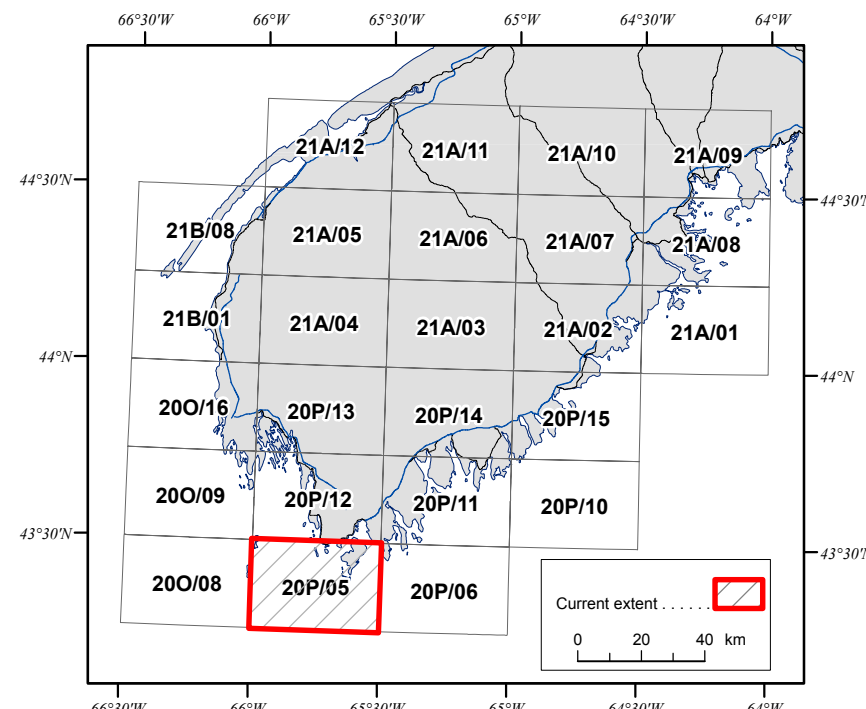 66°30'W 66°W 65°30'W 65°W 64°30'W 64°W
21A/12 21A/11 21A/10 21A/09
44°30'N 44°30'N
21B/08 21A/05 21A/06 21A/07 21A/08
21B/01 21A/04 21A/03 21A/02 21A/01
44°N 44°N
20O/16 20P/13 20P/14 20P/15
20O/09 20P/12 20P/11 20P/10
43°30'N 43°30'N
20O/08 20P/05 20P/06
Current extent . . . . . .
0 20 40 km
66°30'W 66°W 65°30'W 65°W 64°30'W 64°W